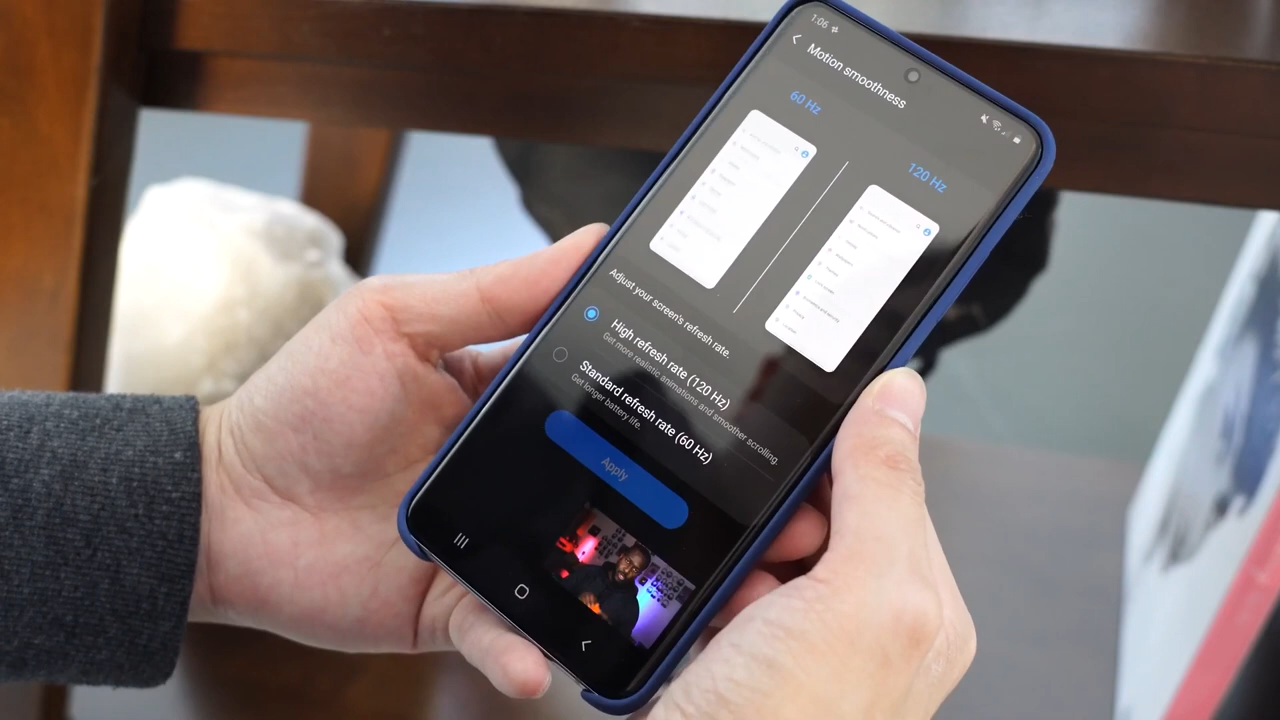 1:06
Motion smoothness
60 Hz
120 Hz
Adjust your screen's refresh rate.
High refresh rate (120 Hz)
Get more realistic animations and smoother scrolling.
Standard refresh rate (60 Hz)
Get longer battery life.
Apply